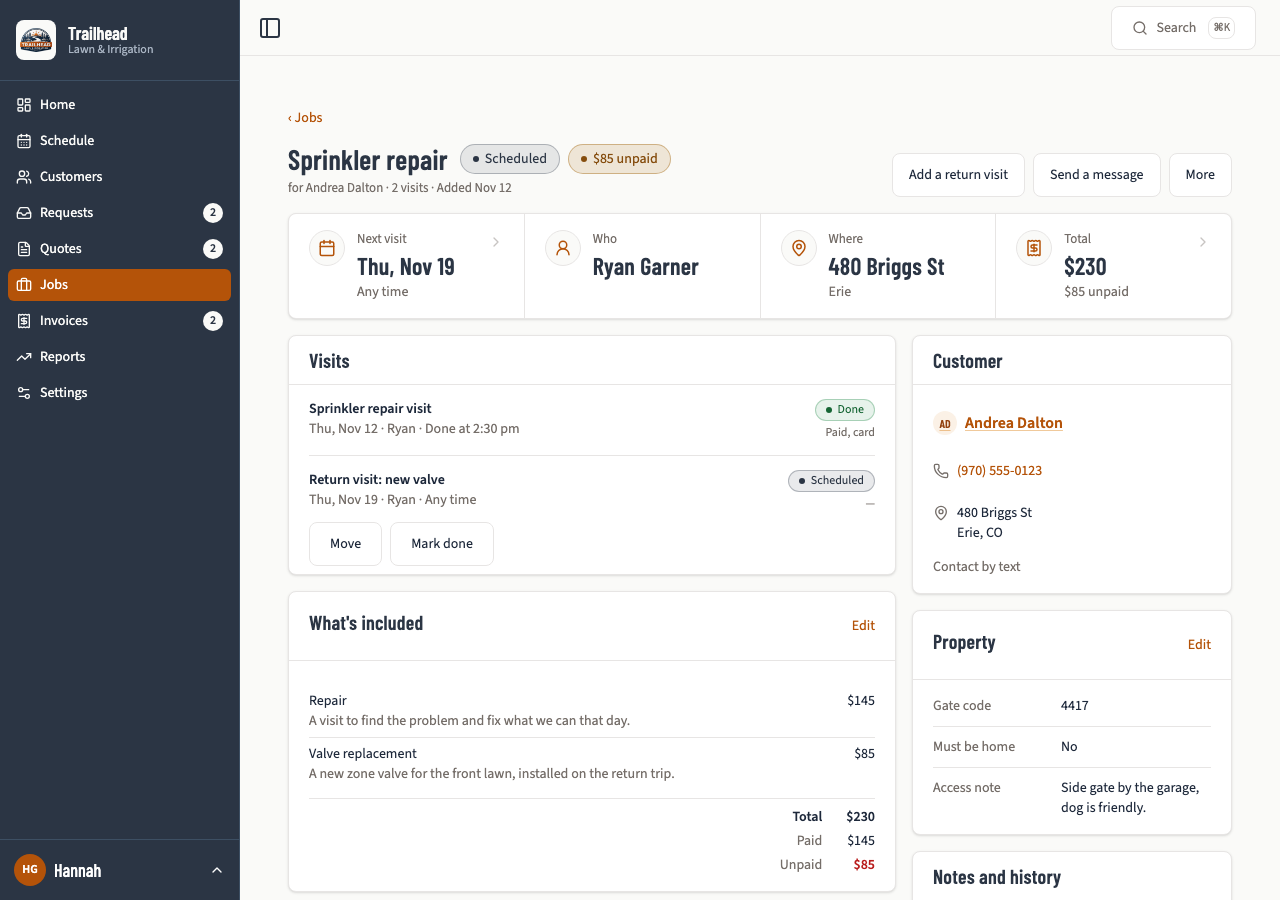 TRAILHEAD
Trailhead
Lawn & Irrigation
Home
Schedule
Customers
Requests 2
Quotes 2
Jobs
Invoices 2
Reports
Settings
HG Hannah
Search ⌘K
‹ Jobs
Sprinkler repair • Scheduled • $85 unpaid
for Andrea Dalton · 2 visits · Added Nov 12
Add a return visit Send a message More
Next visit
Thu, Nov 19
Any time
Who
Ryan Garner
Where
480 Briggs St
Erie
Total
$230
$85 unpaid
Visits
Sprinkler repair visit • Done
Thu, Nov 12 · Ryan · Done at 2:30 pm Paid, card
Return visit: new valve • Scheduled
Thu, Nov 19 · Ryan · Any time —
Move Mark done
What's included Edit
Repair $145
A visit to find the problem and fix what we can that day.
Valve replacement $85
A new zone valve for the front lawn, installed on the return trip.
Total $230
Paid $145
Unpaid $85
Customer
AD Andrea Dalton
(970) 555-0123
480 Briggs St
Erie, CO
Contact by text
Property Edit
Gate code 4417
Must be home No
Access note Side gate by the garage,
dog is friendly.
Notes and history